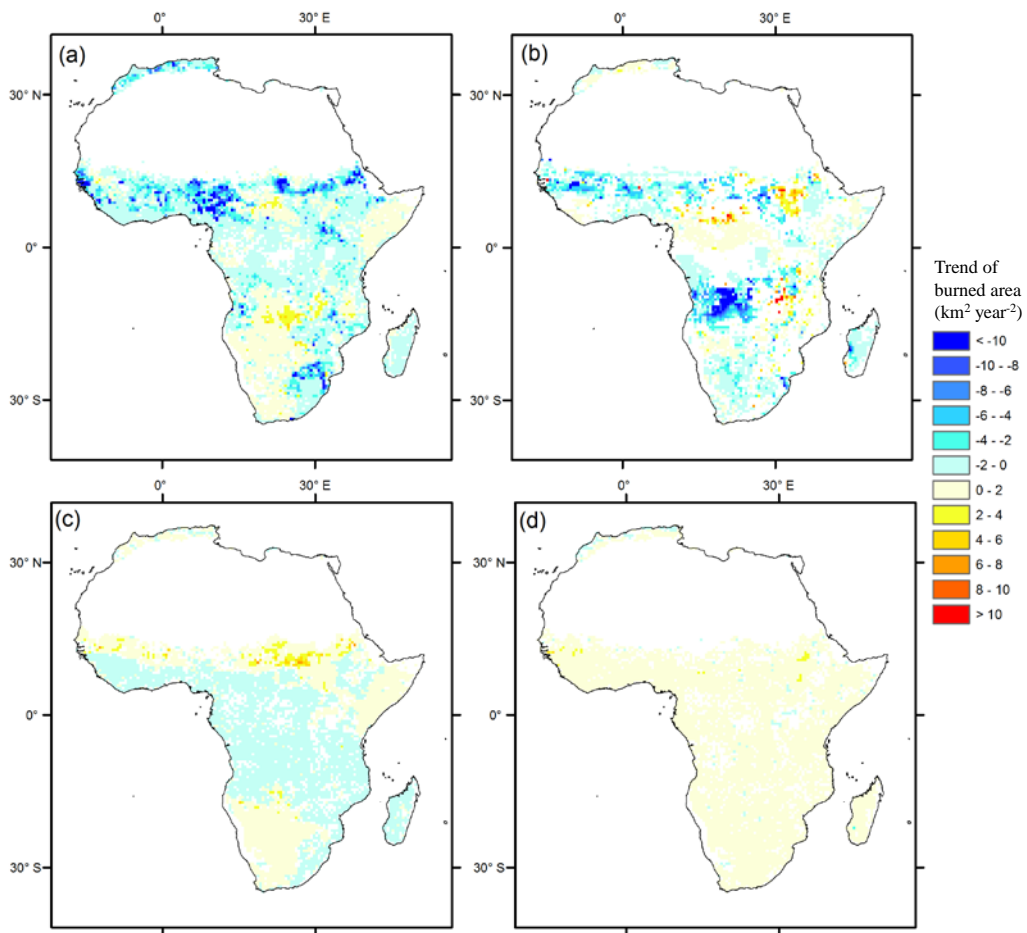 0° 30° E 0° 30° E
(a) (b)
30° N 30° N
0° 0°
30° S 30° S
Trend of
burned area
(km² year⁻²)
< -10
-10 - -8
-8 - -6
-6 - -4
-4 - -2
-2 - 0
0 - 2
2 - 4
4 - 6
6 - 8
8 - 10
> 10
0° 30° E 0° 30° E
(c) (d)
30° N 30° N
0° 0°
30° S 30° S